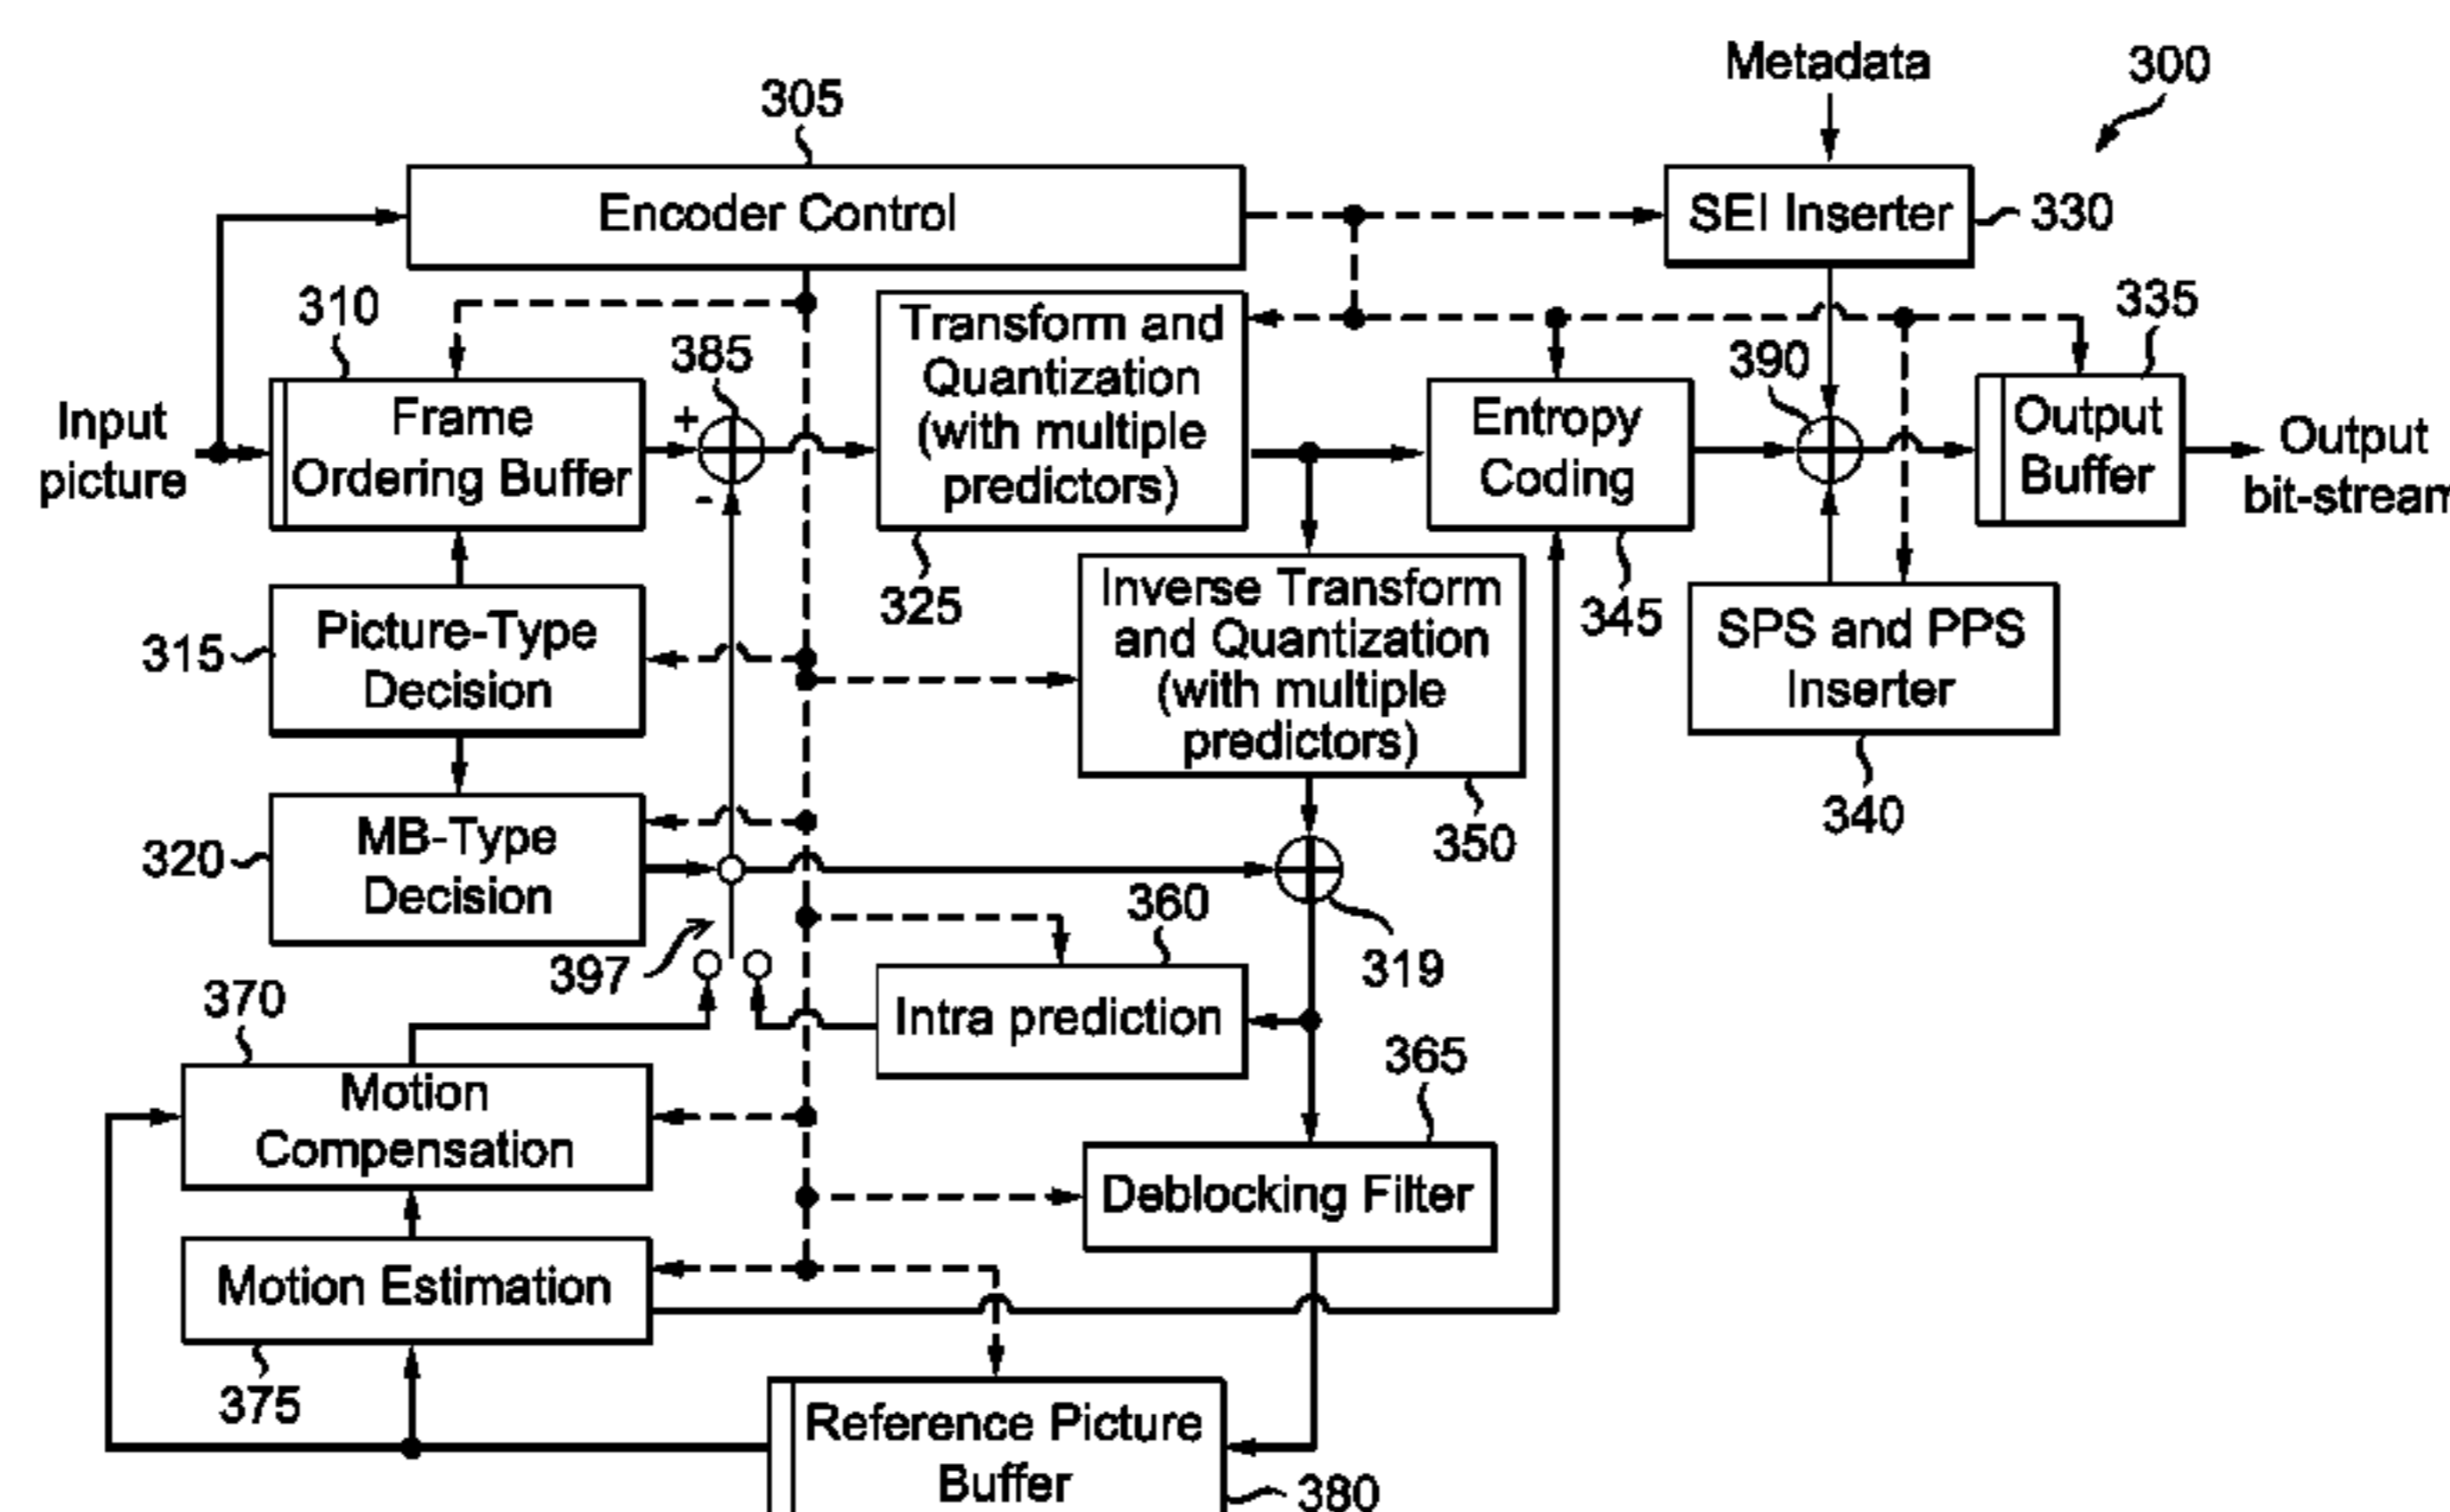 Metadata
300
305
Encoder Control
SEI Inserter
330
310
385
Transform and
Quantization
(with multiple
predictors)
335
390
Input
picture
Frame
Ordering Buffer
+
-
Entropy
Coding
Output
Buffer
Output
bit-stream
325
345
315
Picture-Type
Decision
Inverse Transform
and Quantization
(with multiple
predictors)
SPS and PPS
Inserter
340
320
MB-Type
Decision
350
360
319
397
370
Intra prediction
365
Motion
Compensation
Deblocking Filter
Motion Estimation
375
Reference Picture
Buffer
380